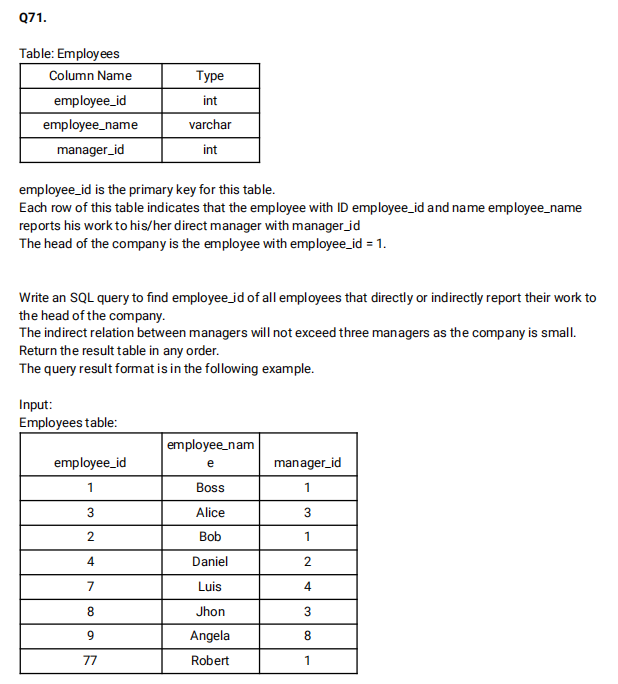 Q71.
Table: Employees
Column Name Type
employee_id int
employee_name varchar
manager_id int
employee_id is the primary key for this table.
Each row of this table indicates that the employee with ID employee_id and name employee_name
reports his work to his/her direct manager with manager_id
The head of the company is the employee with employee_id = 1.
Write an SQL query to find employee_id of all employees that directly or indirectly report their work to
the head of the company.
The indirect relation between managers will not exceed three managers as the company is small.
Return the result table in any order.
The query result format is in the following example.
Input:
Employees table:
employee_nam
employee_id e manager_id
1 Boss 1
3 Alice 3
2 Bob 1
4 Daniel 2
7 Luis 4
8 Jhon 3
9 Angela 8
77 Robert 1